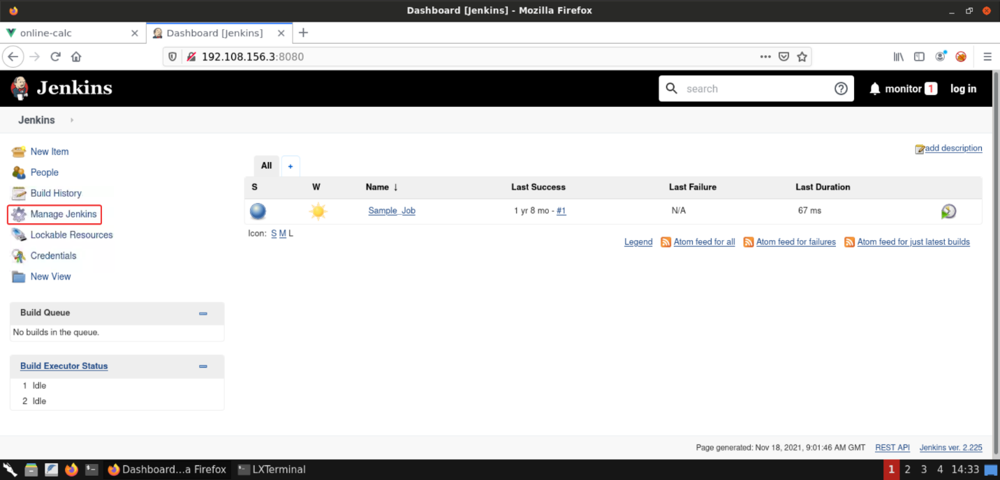 Dashboard [Jenkins] - Mozilla Firefox
online-calc
Dashboard [Jenkins]
192.108.156.3:8080
Jenkins
search
monitor 1 log in
Jenkins
add description
New Item
People
Build History
Manage Jenkins
Lockable Resources
Credentials
New View
All +
S W Name ↓ Last Success Last Failure Last Duration
Sample_Job 1 yr 8 mo - #1 N/A 67 ms
Icon: S M L
Legend Atom feed for all Atom feed for failures Atom feed for just latest builds
Build Queue
No builds in the queue.
Build Executor Status
1 Idle
2 Idle
Page generated: Nov 18, 2021, 9:01:46 AM GMT REST API Jenkins ver. 2.225
Dashboard...a Firefox LXTerminal 1 2 3 4 14:33